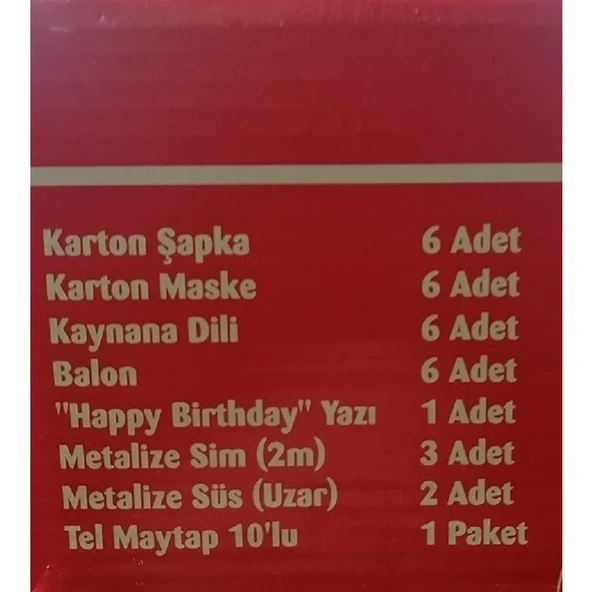 Karton Şapka 6 Adet
Karton Maske 6 Adet
Kaynana Dili 6 Adet
Balon 6 Adet
"Happy Birthday" Yazı 1 Adet
Metalize Sim (2m) 3 Adet
Metalize Süs (Uzar) 2 Adet
Tel Maytap 10'lu 1 Paket